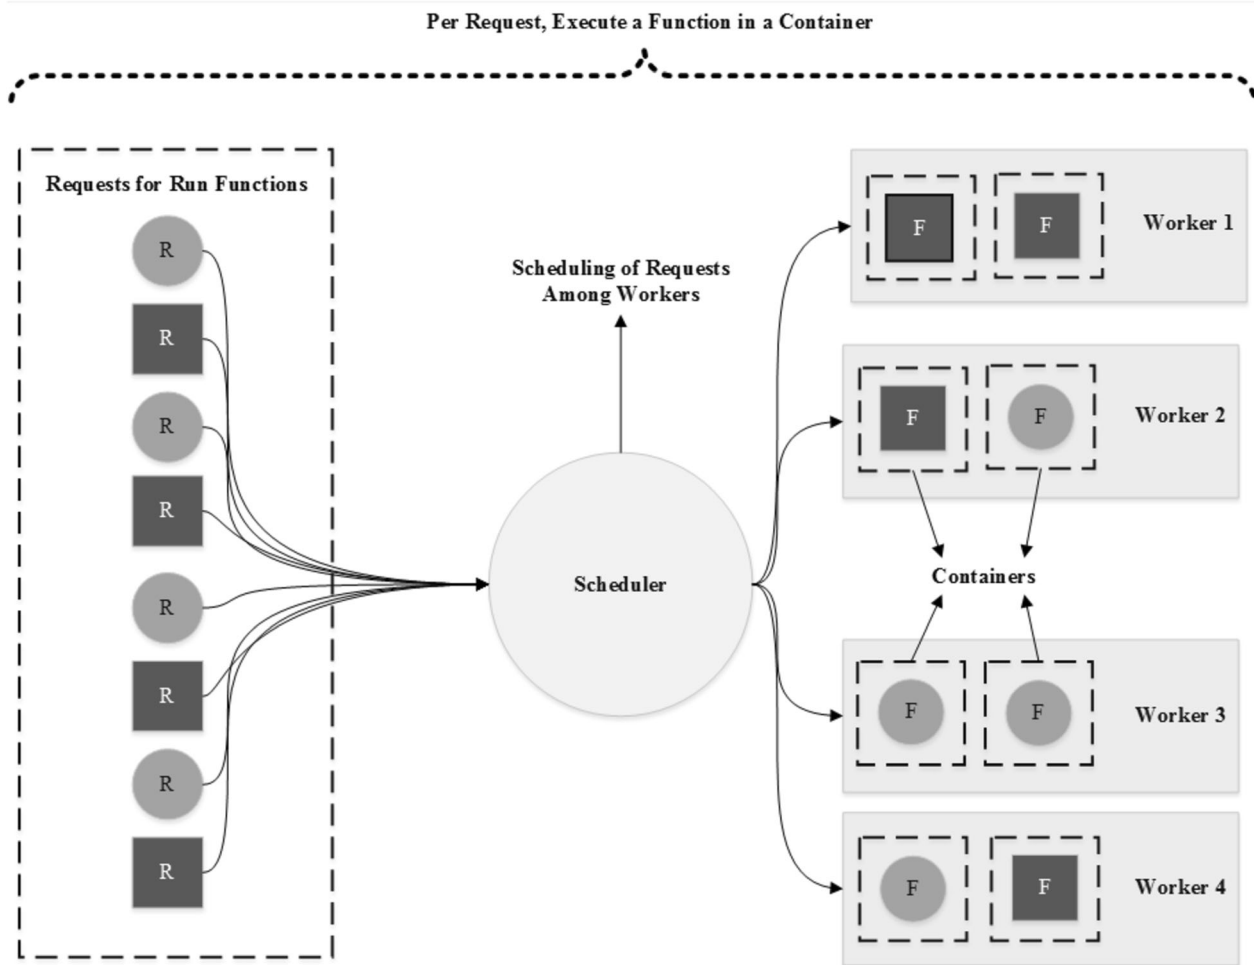 Per Request, Execute a Function in a Container
Requests for Run Functions
R
R
R
R
R
R
R
R
Scheduling of Requests
Among Workers
Scheduler
F
F
Worker 1
F
F
Worker 2
Containers
F
F
Worker 3
F
F
Worker 4